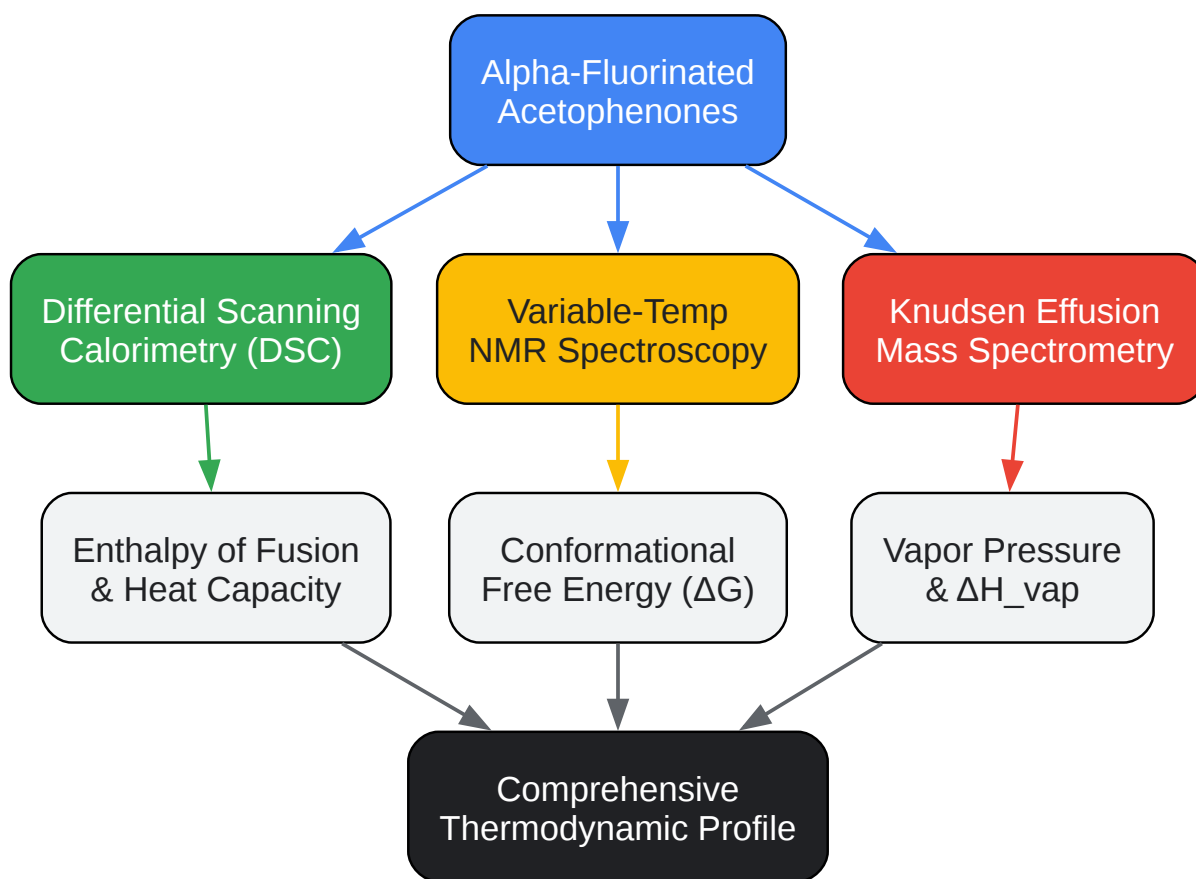 Alpha-Fluorinated
Acetophenones
Differential Scanning
Calorimetry (DSC)
Variable-Temp
NMR Spectroscopy
Knudsen Effusion
Mass Spectrometry
Enthalpy of Fusion
& Heat Capacity
Conformational
Free Energy (ΔG)
Vapor Pressure
& ΔH_vap
Comprehensive
Thermodynamic Profile